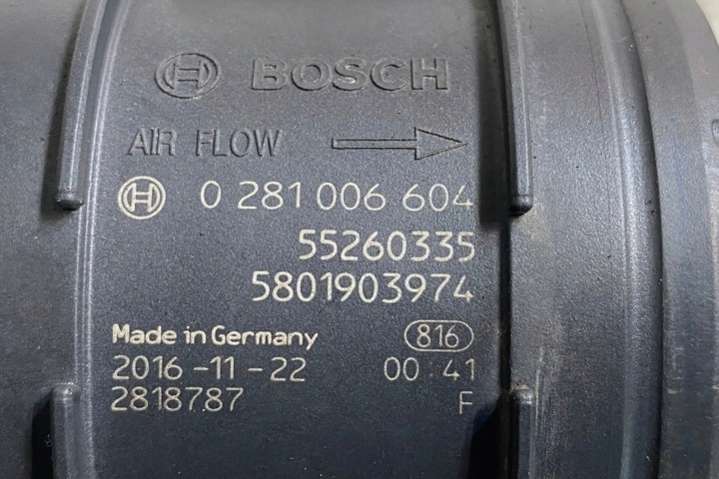 BOSCH
AIR FLOW
0 281 006 604
55260335
5801903974
Made in Germany 816
2016-11-22 00:41
2818787 F